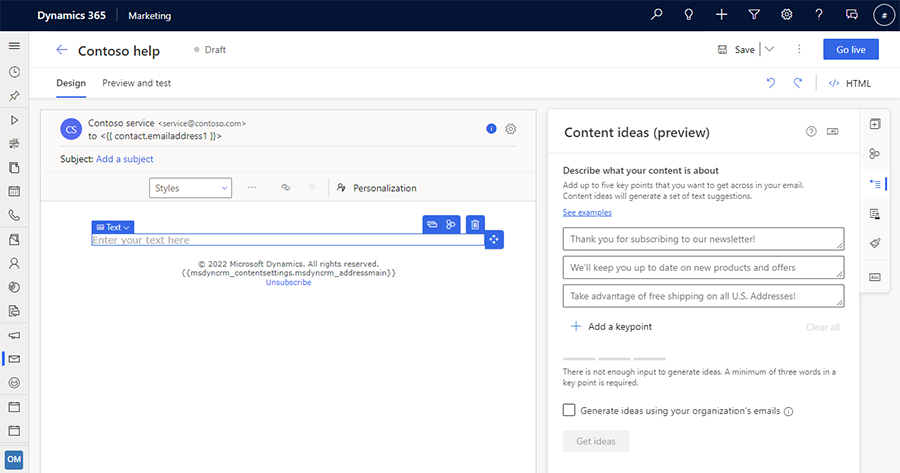 Dynamics 365 Marketing
#
Contoso help Draft Save Go live
Design Preview and test HTML
CS
Contoso service <service@contoso.com>
to <{{ contact.emailaddress1 }}>
Subject: Add a subject
Styles Personalization
Text
Enter your text here
© 2022 Microsoft Dynamics. All rights reserved.
{{msdyncrm_contentsettings.msdyncrm_addressmain}}
Unsubscribe
Content ideas (preview)
Describe what your content is about
Add up to five key points that you want to get across in your email.
Content ideas will generate a set of text suggestions.
See examples
Thank you for subscribing to our newsletter!
We'll keep you up to date on new products and offers
Take advantage of free shipping on all U.S. Addresses!
Add a keypoint Clear all
There is not enough input to generate ideas. A minimum of three words in a
key point is required.
Generate ideas using your organization's emails
Get ideas
OM